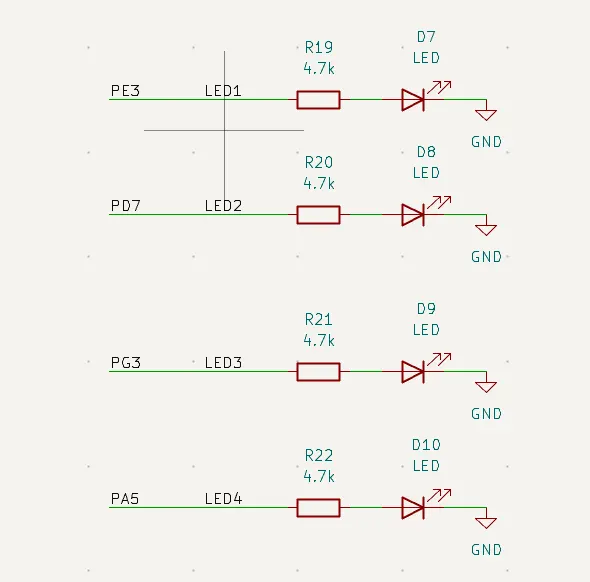 D7
R19
LED
4.7k
PE3 LED1
GND
D8
R20
LED
4.7k
PD7 LED2
GND
D9
R21
LED
4.7k
PG3 LED3
GND
D10
R22
LED
4.7k
PA5 LED4
GND